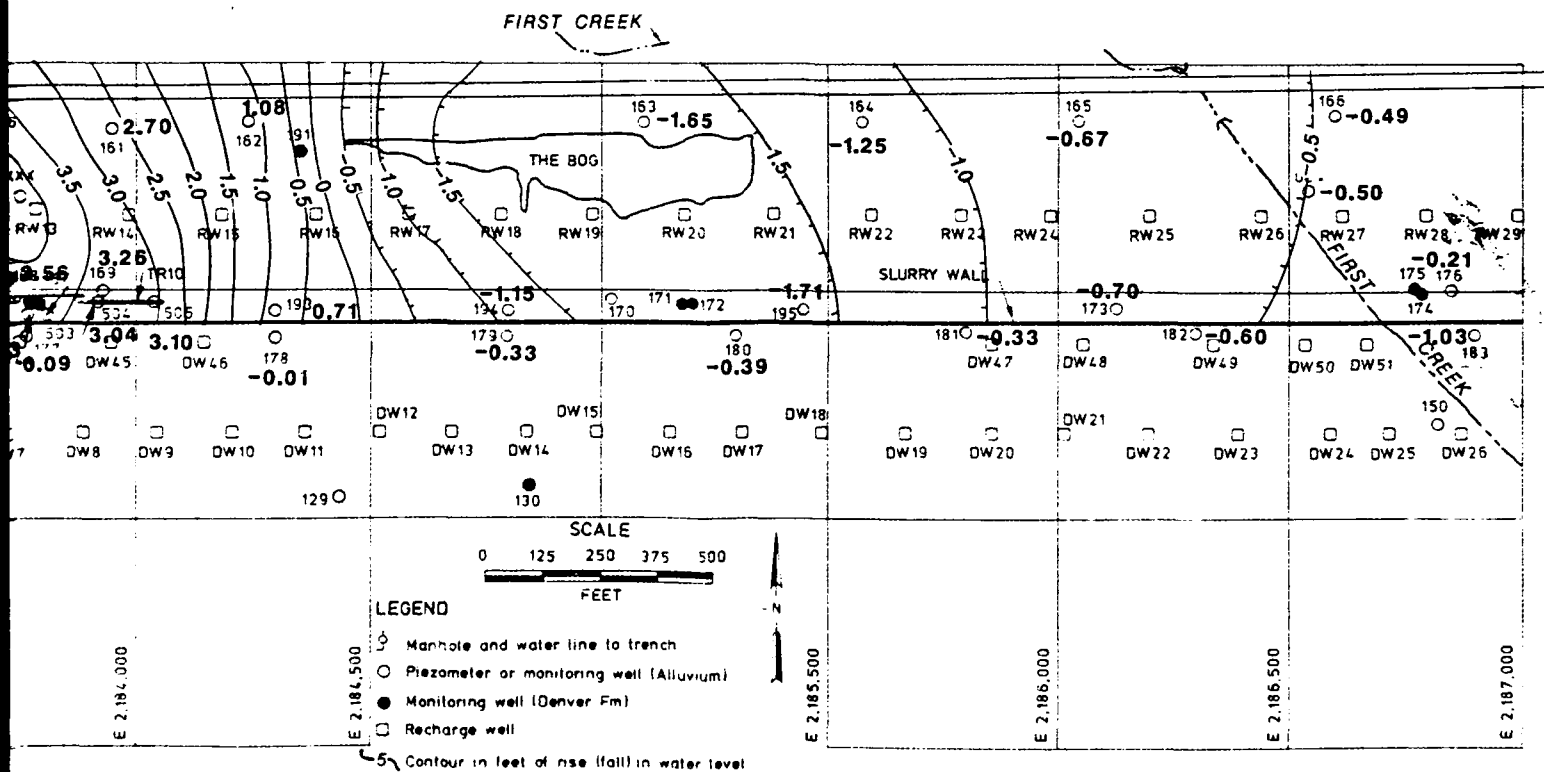 FIRST CREEK
161
2.70
1.08
162
191
163
-1.65
164
-1.25
165
-0.67
166
-0.49
-0.50
-0.5
3.5
3.0
2.5
2.0
1.5
1.0
0.5
0
-0.5
-1.0
-1.5
THE BOG
-1.5
-1.0
RW13
RW14
RW15
RW16
RW17
RW18
RW19
RW20
RW21
RW22
RW23
RW24
RW25
RW26
RW27
RW28
RW29
FIRST
CREEK
3.56
3.26
169
TR10
504
505
503
193
0.71
-1.15
194
170
171
172
-1.71
195
SLURRY WALL
-0.70
173
-0.21
175
176
174
177
-0.09
3.04
DW45
3.10
DW46
178
-0.01
179
-0.33
180
-0.39
181
-0.33
DW47
DW48
182
-0.60
DW49
DW50
DW51
-1.03
183
150
DW8
DW9
DW10
DW11
DW12
DW13
DW14
DW15
DW16
DW17
DW18
DW19
DW20
DW21
DW22
DW23
DW24
DW25
DW26
129
130
SCALE
0 125 250 375 500
FEET
N
LEGEND
Manhole and water line to trench
Piezometer or monitoring well (Alluvium)
Monitoring well (Denver Fm)
Recharge well
5 Contour in feet of rise (fall) in water level
E 2,184,000
E 2,184,500
E 2,185,500
E 2,186,000
E 2,186,500
E 2,187,000